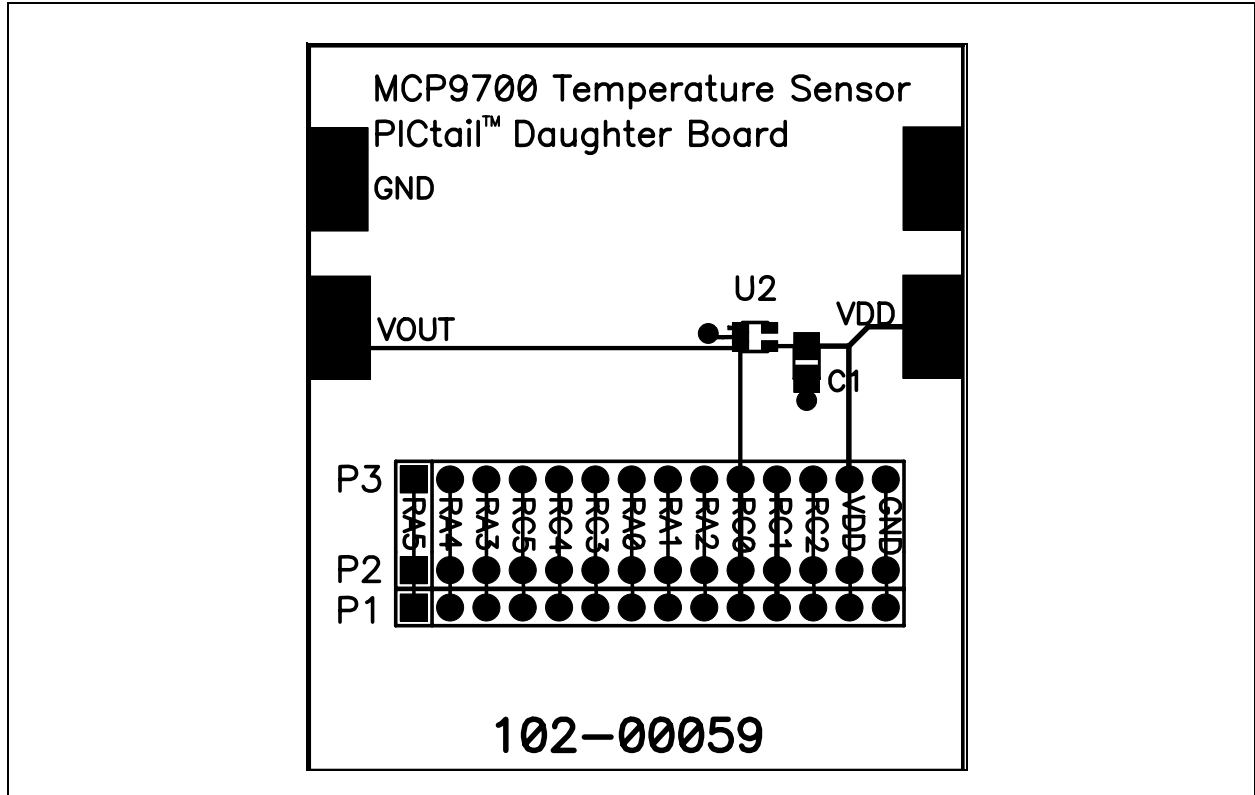 MCP9700 Temperature Sensor
PICtail™ Daughter Board
GND
U2
VDD
VOUT
C1
P3
RA5 RA4 RA3 RC5 RC4 RC3 RA0 RA1 RA2 RC0 RC1 RC2 VDD GND
P2
P1
102-00059